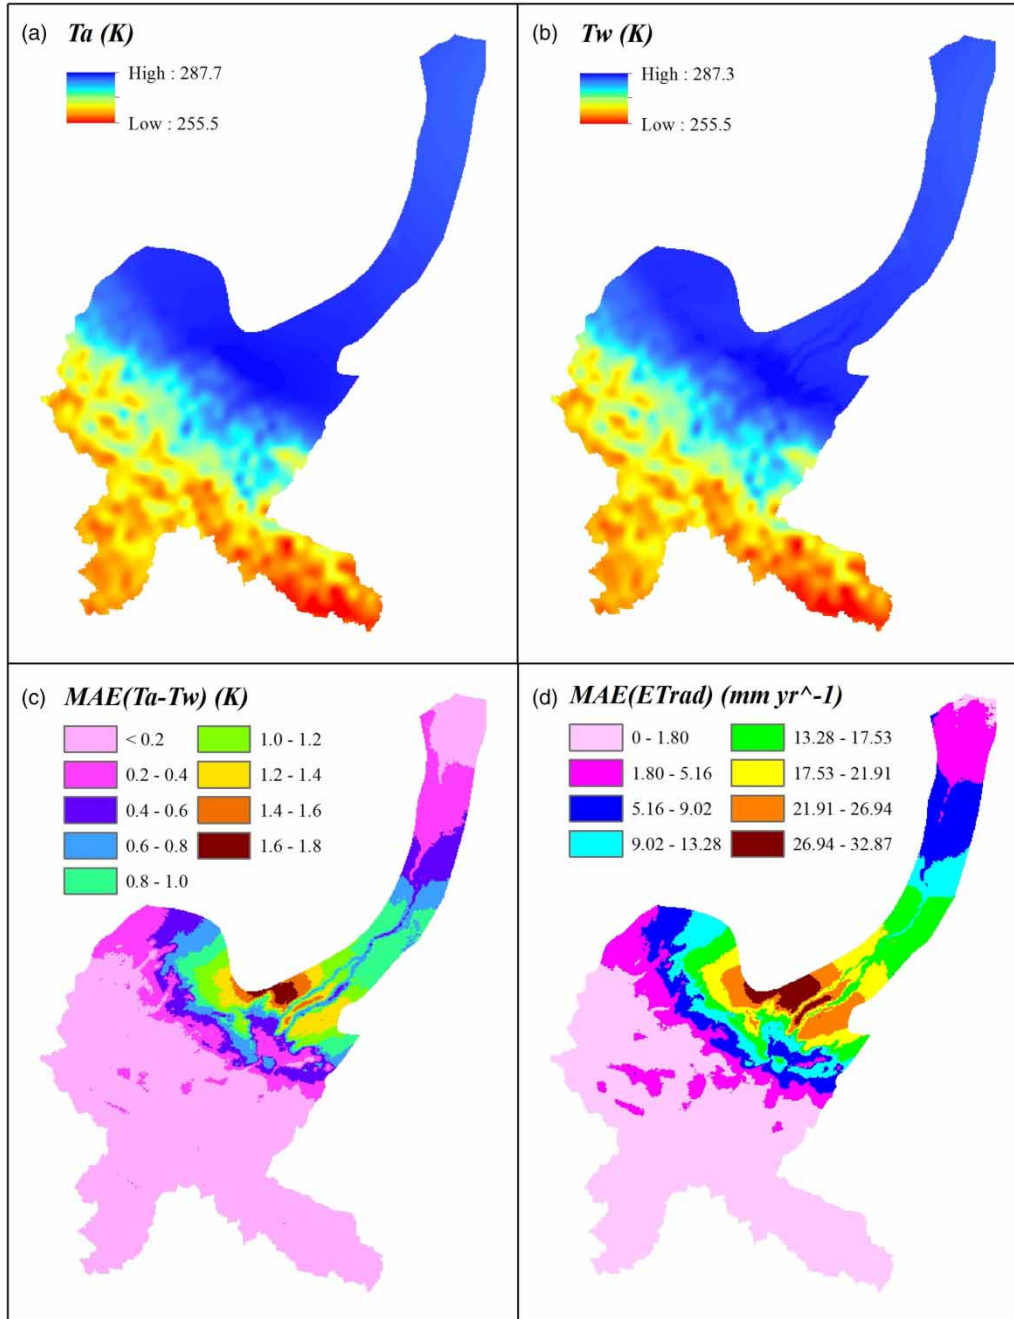 (a) Ta (K)
High : 287.7
Low : 255.5
(b) Tw (K)
High : 287.3
Low : 255.5
(c) MAE(Ta-Tw) (K)
< 0.2
1.0 - 1.2
0.2 - 0.4
1.2 - 1.4
0.4 - 0.6
1.4 - 1.6
0.6 - 0.8
1.6 - 1.8
0.8 - 1.0
(d) MAE(ETrad) (mm yr^-1)
0 - 1.80
13.28 - 17.53
1.80 - 5.16
17.53 - 21.91
5.16 - 9.02
21.91 - 26.94
9.02 - 13.28
26.94 - 32.87